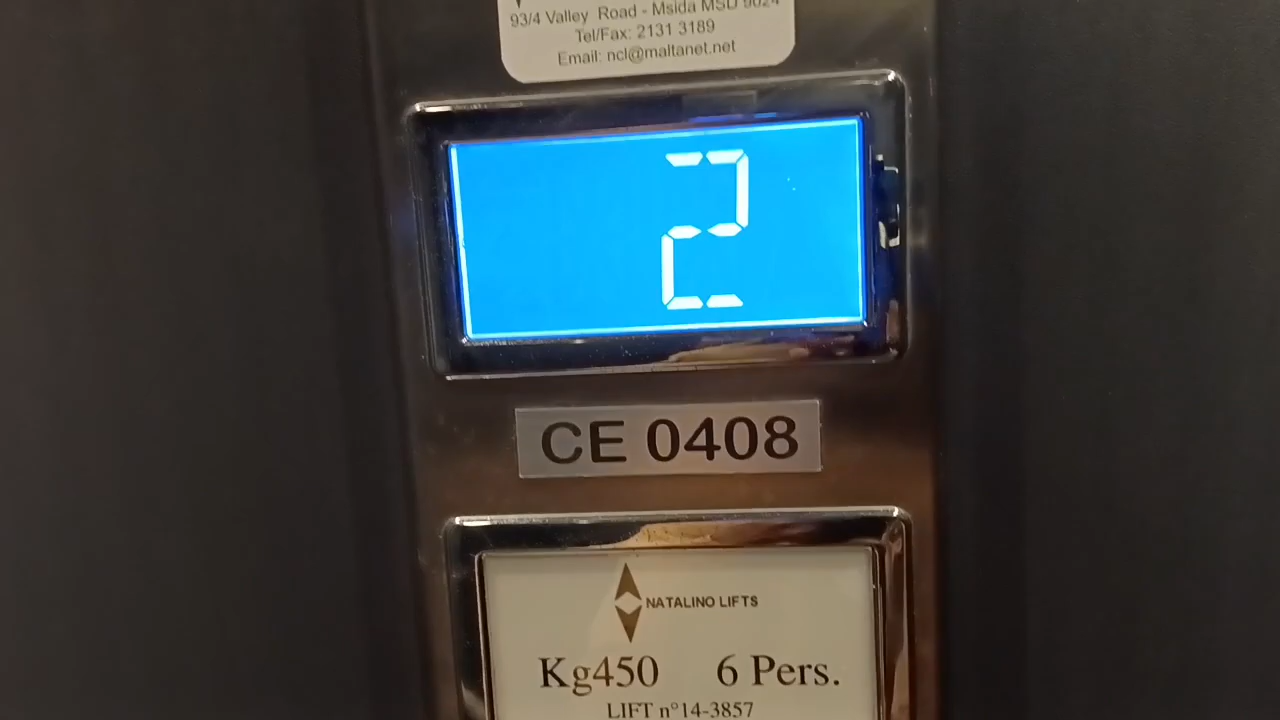 93/4 Valley Road - Msida MSD 9024
Tel/Fax: 2131 3189
Email: ncl@maltanet.net
2
CE 0408
NATALINO LIFTS
Kg450 6 Pers.
LIFT n°14-3857